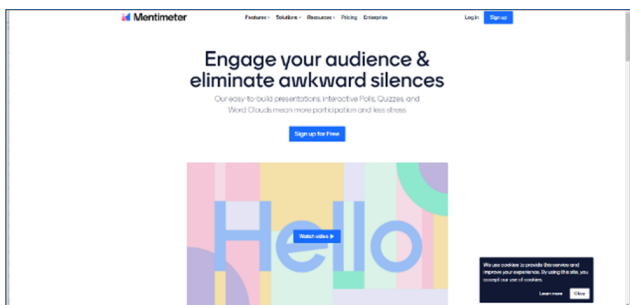 Mentimeter
Features Solutions Resources Pricing Enterprise
Log in Sign up
Engage your audience &
eliminate awkward silences
Our easy-to-build presentations, interactive Polls, Quizzes, and
Word Clouds mean more participation and less stress
Sign up for Free
Hello
Watch video
We use cookies to provide this service and
improve your experience. By using this site, you
accept our use of cookies.
Learn more Okay